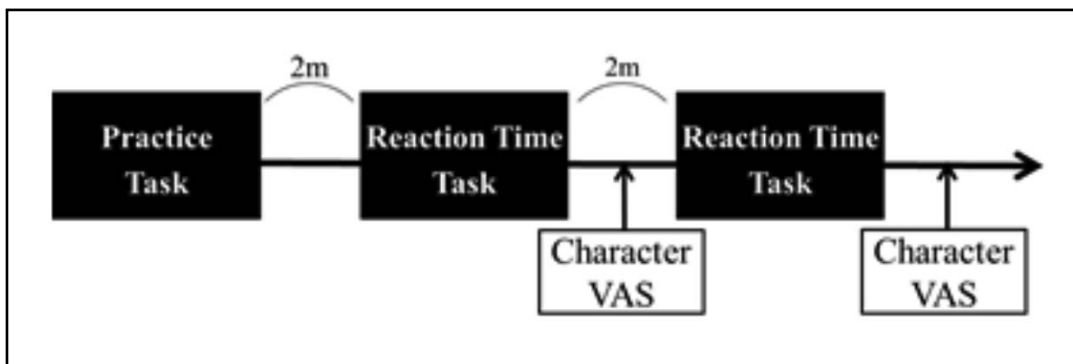 2m
2m
Practice
Task
Reaction Time
Task
Reaction Time
Task
Character
VAS
Character
VAS